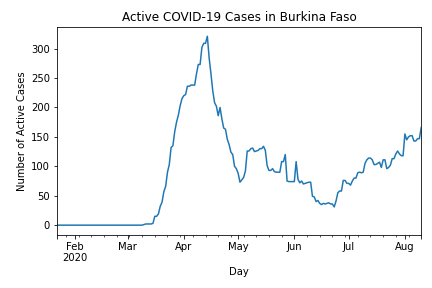 Active COVID-19 Cases in Burkina Faso
Number of Active Cases
300
250
200
150
100
50
0
Feb Mar Apr May Jun Jul Aug
2020
Day